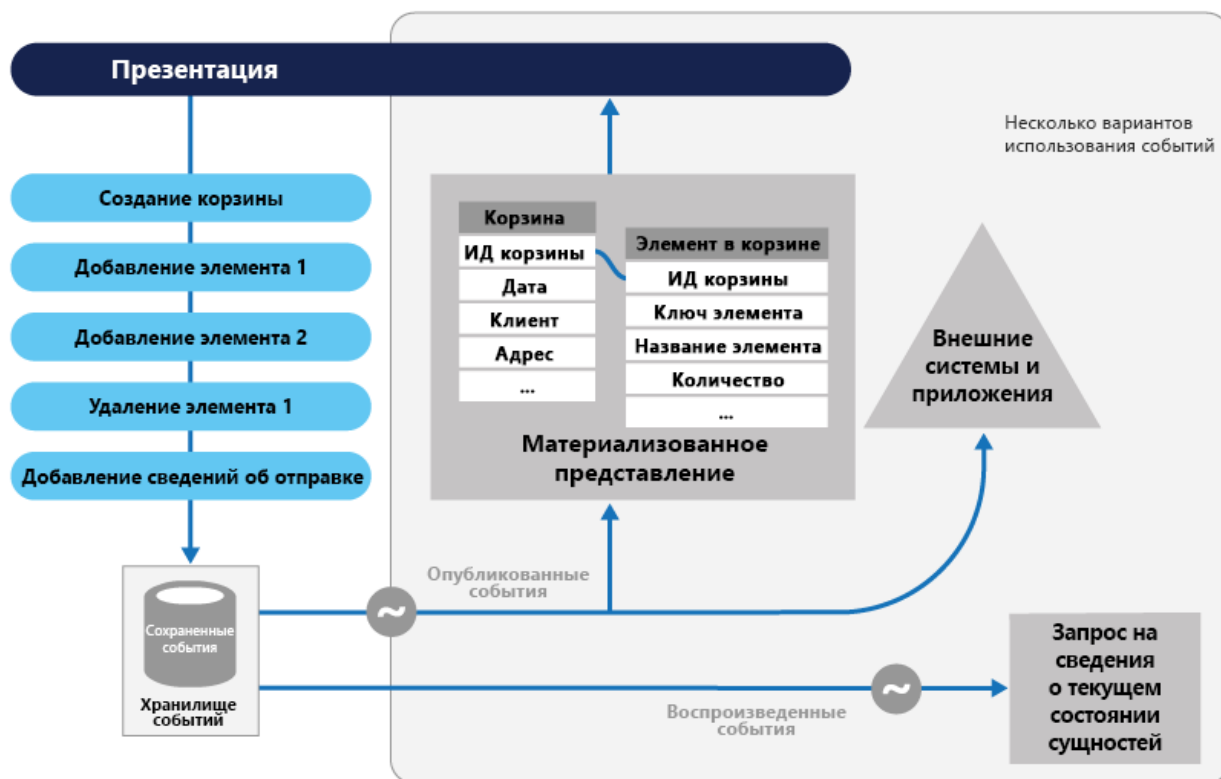 Презентация
Несколько вариантов
использования событий
Создание корзины
Добавление элемента 1
Добавление элемента 2
Удаление элемента 1
Добавление сведений об отправке
Корзина
ИД корзины
Дата
Клиент
Адрес
...
Элемент в корзине
ИД корзины
Ключ элемента
Название элемента
Количество
...
Материализованное
представление
Внешние
системы и
приложения
Опубликованные
события
~
Сохраненные
события
Хранилище
событий
~
Воспроизведенные
события
Запрос на
сведения
о текущем
состоянии
сущностей